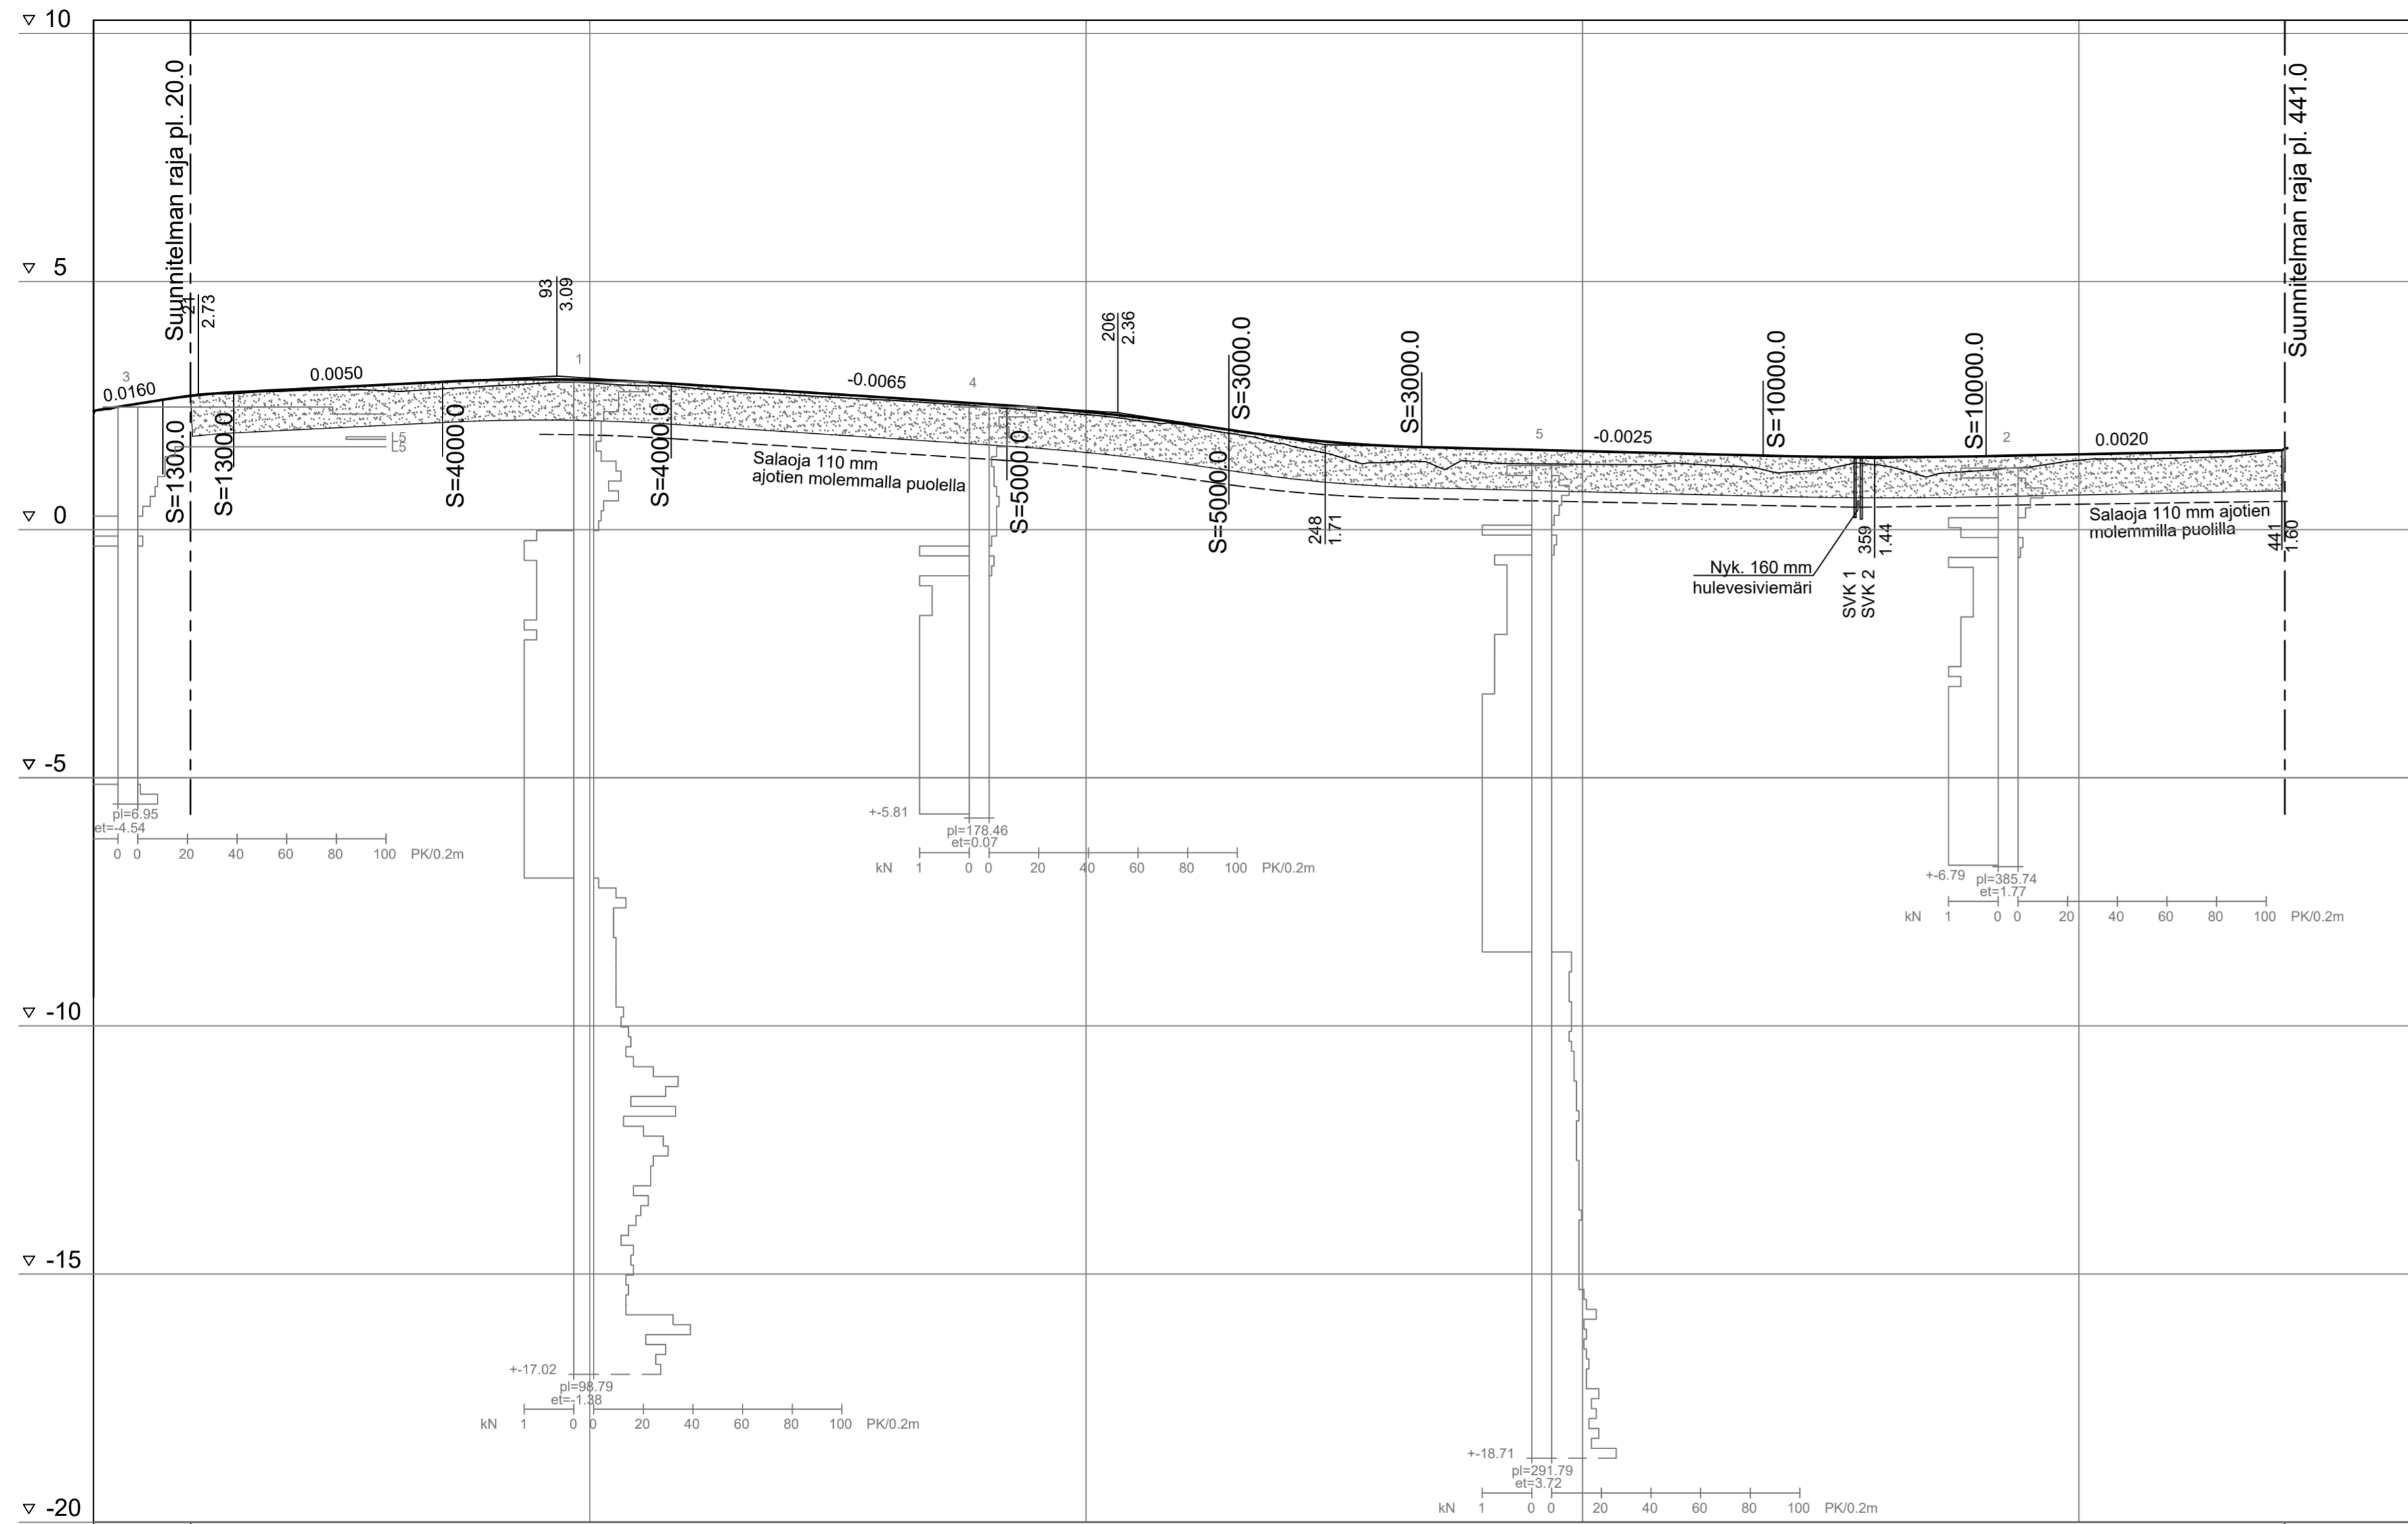 10
5
0
-5
-10
-15
-20
Suunnitelman raja pl. 20.0
21
2.73
93
3.09
206
2.36
248
1.71
359
1.44
441
1.60
Suunnitelman raja pl. 441.0
3
0.0160
0.0050
1
-0.0065
4
5
-0.0025
2
0.0020
S=1300.0
S=1300.0
S=4000.0
S=4000.0
S=5000.0
S=5000.0
S=3000.0
S=3000.0
S=10000.0
S=10000.0
L5
L5
Salaoja 110 mm
ajotien molemmalla puolella
Salaoja 110 mm ajotien
molemmilla puolilla
Nyk. 160 mm
hulevesiviemäri
SVK 1
SVK 2
pl=6.95
et=-4.54
0 0 20 40 60 80 100 PK/0.2m
+-17.02
pl=98.79
et=-1.38
kN 1 0 0 20 40 60 80 100 PK/0.2m
+-5.81
pl=178.46
et=0.07
kN 1 0 0 20 40 60 80 100 PK/0.2m
+-18.71
pl=291.79
et=3.72
kN 1 0 0 20 40 60 80 100 PK/0.2m
+-6.79
pl=385.74
et=1.77
kN 1 0 0 20 40 60 80 100 PK/0.2m